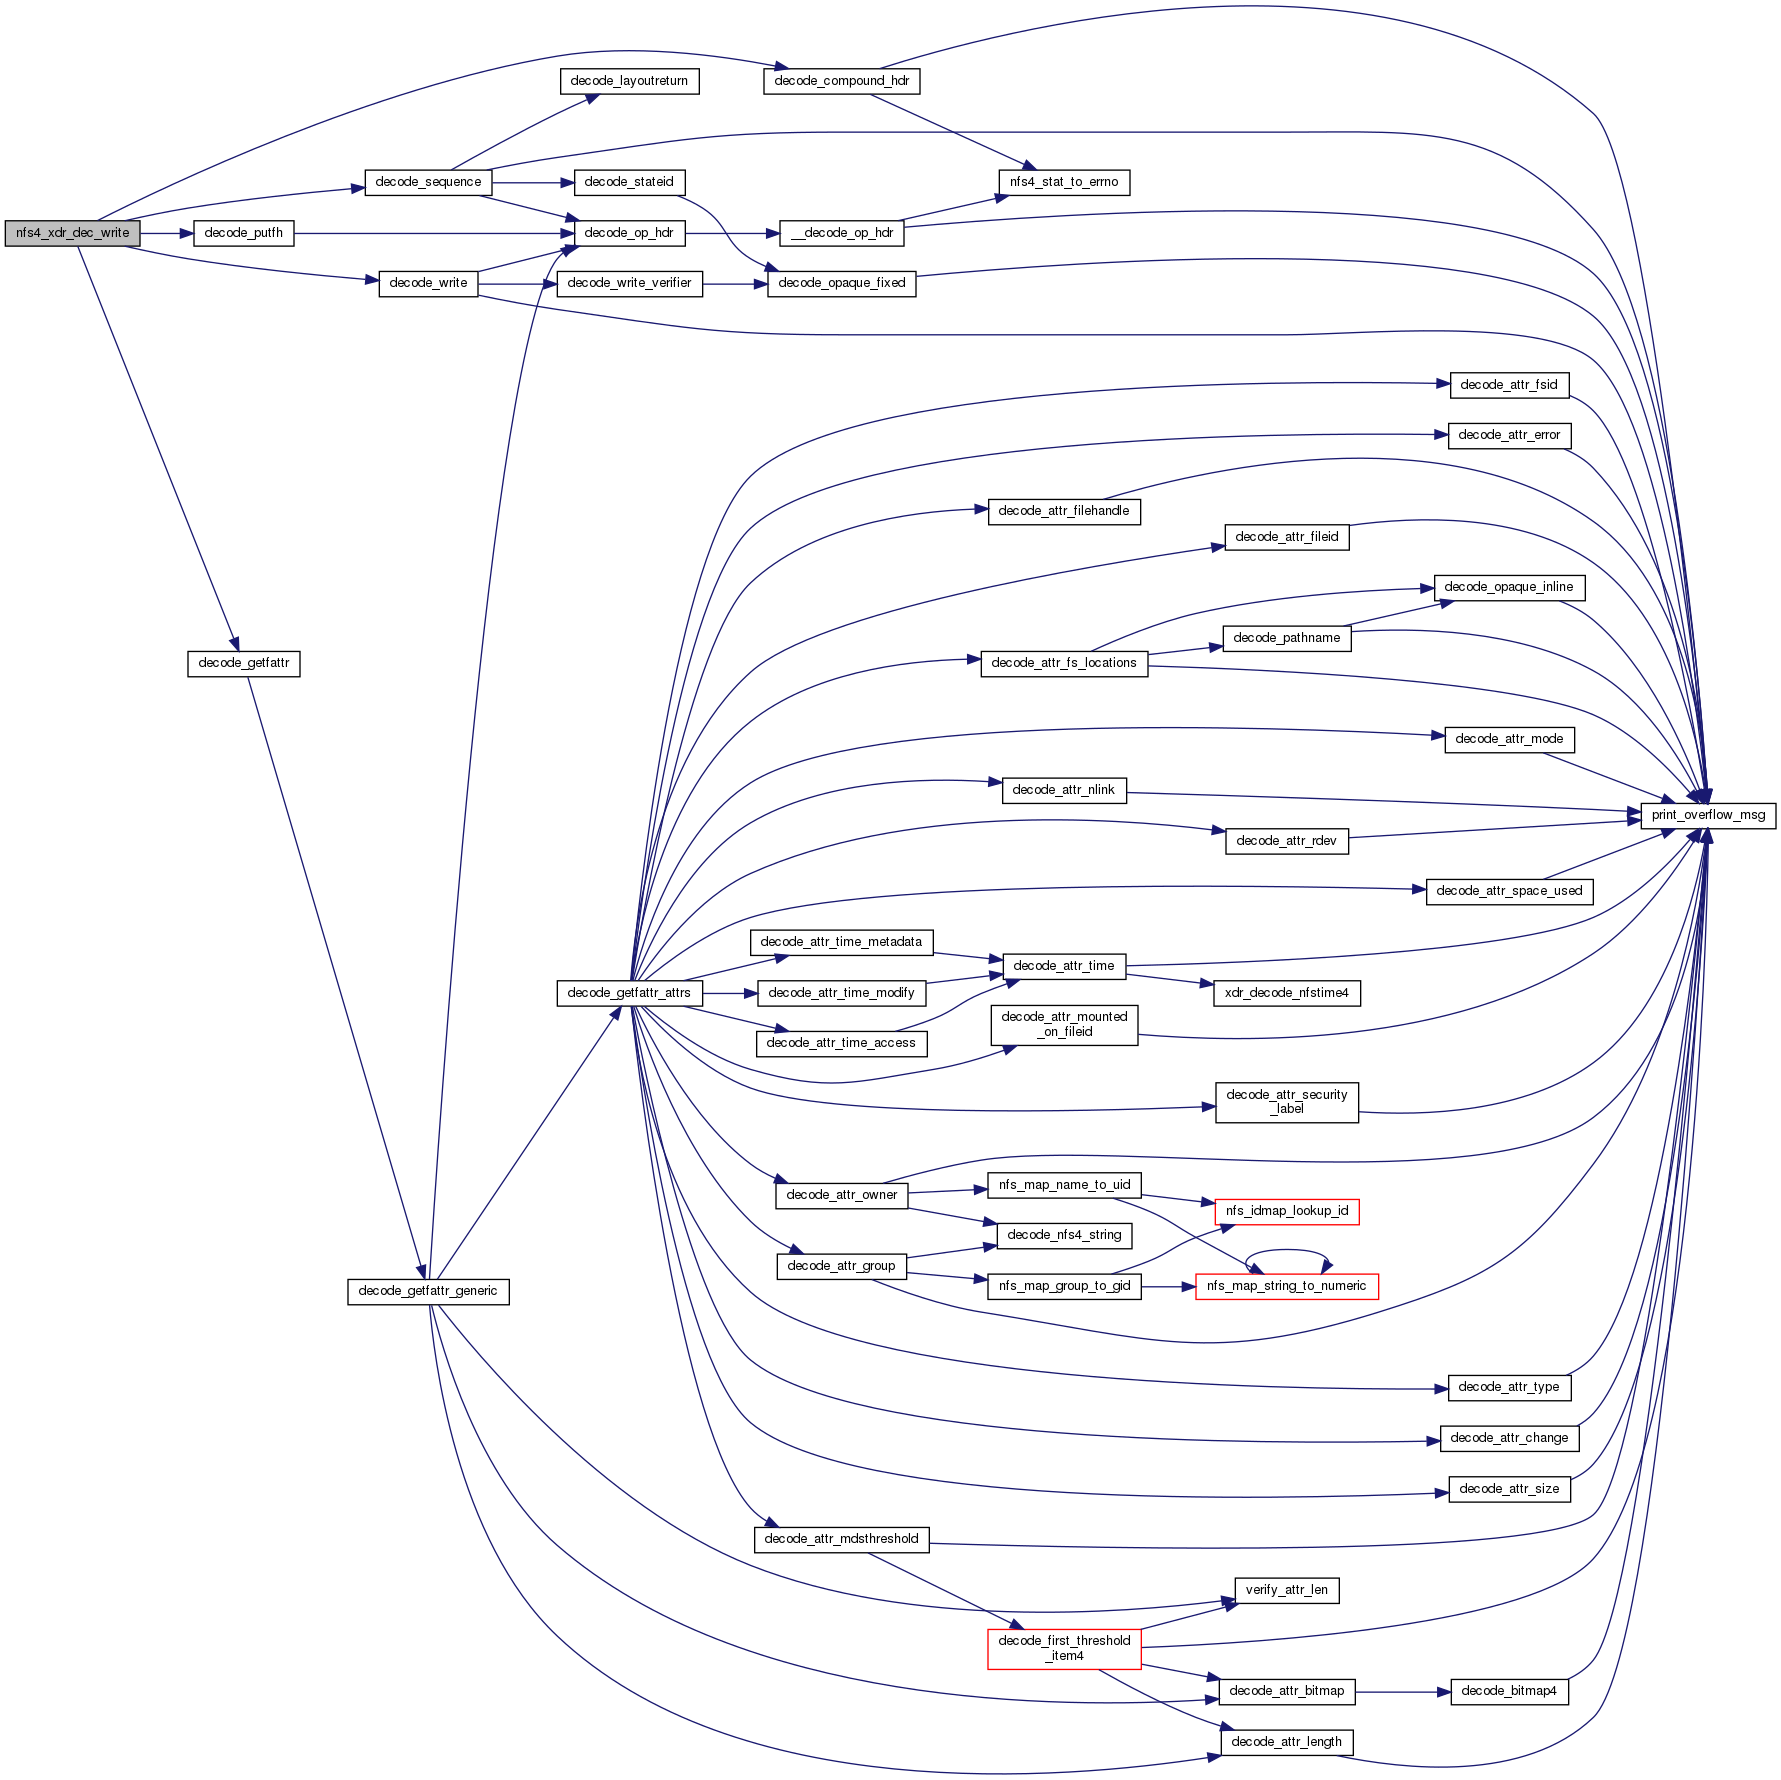 decode_layoutreturn
decode_compound_hdr
decode_sequence
decode_stateid
nfs4_stat_to_errno
nfs4_xdr_dec_write
decode_putfh
decode_op_hdr
__decode_op_hdr
decode_write
decode_write_verifier
decode_opaque_fixed
decode_attr_fsid
decode_attr_error
decode_attr_filehandle
decode_attr_fileid
decode_opaque_inline
decode_pathname
decode_getfattr
decode_attr_fs_locations
decode_attr_mode
decode_attr_nlink
print_overflow_msg
decode_attr_rdev
decode_attr_space_used
decode_attr_time_metadata
decode_attr_time
decode_getfattr_attrs
decode_attr_time_modify
xdr_decode_nfstime4
decode_attr_mounted
_on_fileid
decode_attr_time_access
decode_attr_security
_label
decode_attr_owner
nfs_map_name_to_uid
nfs_idmap_lookup_id
decode_nfs4_string
decode_attr_group
nfs_map_group_to_gid
nfs_map_string_to_numeric
decode_getfattr_generic
decode_attr_type
decode_attr_change
decode_attr_size
decode_attr_mdsthreshold
verify_attr_len
decode_first_threshold
_item4
decode_attr_bitmap
decode_bitmap4
decode_attr_length